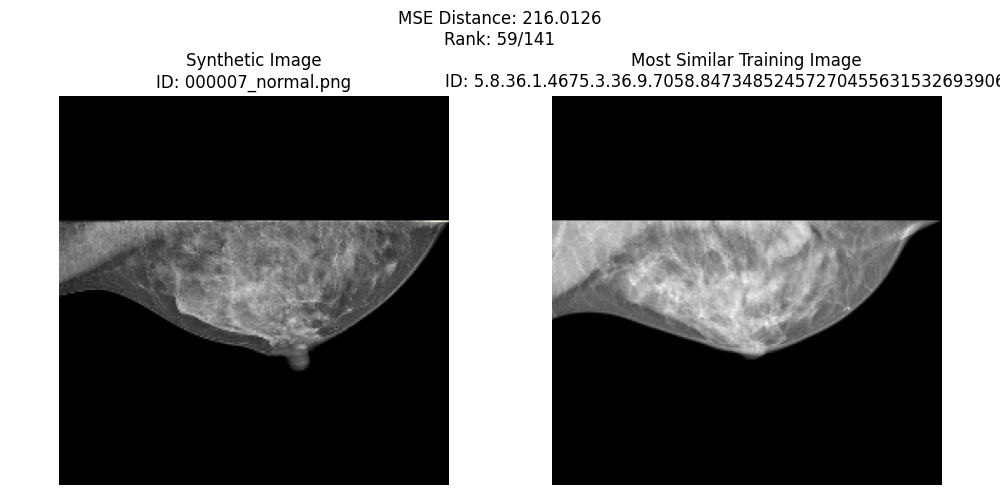 MSE Distance: 216.0126
Rank: 59/141
Synthetic Image
ID: 000007_normal.png
Most Similar Training Image
ID: 5.8.36.1.4675.3.36.9.7058.84734852457270455631532693906